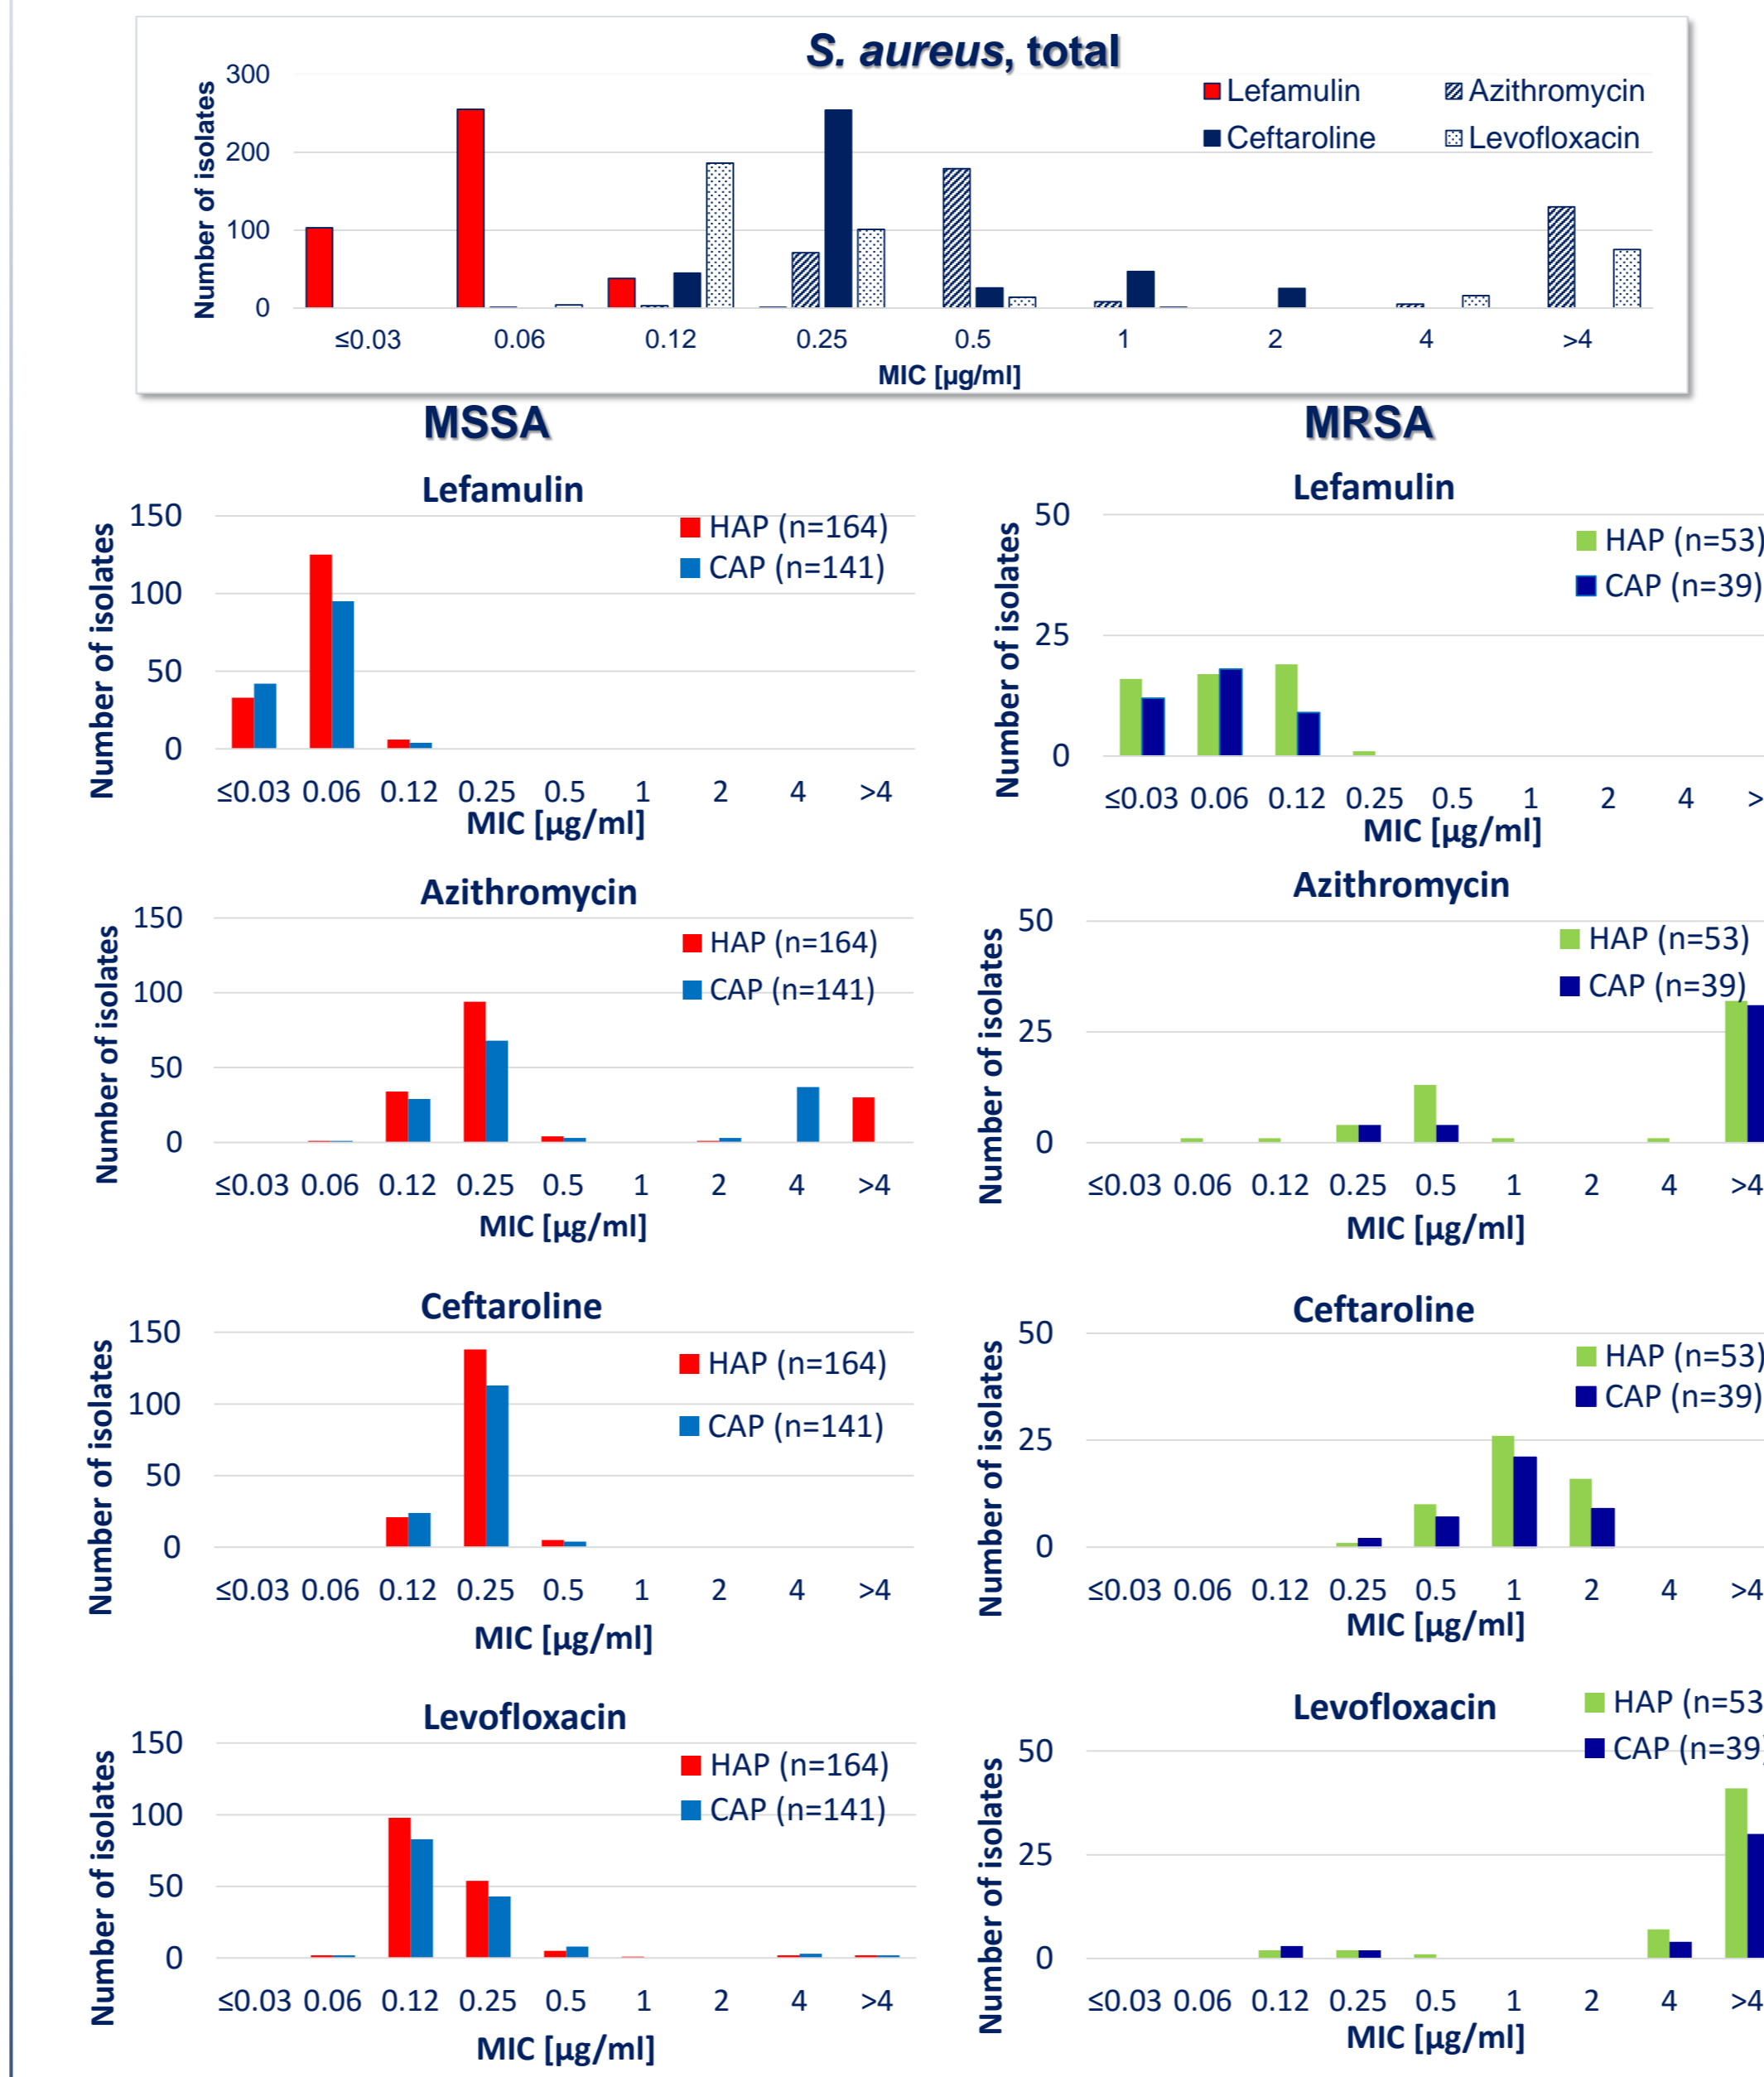 S. aureus, total
Number of isolates
300
200
100
0
Lefamulin
Azithromycin
Ceftaroline
Levofloxacin
≤0.03 0.06 0.12 0.25 0.5 1 2 4 >4
MIC [µg/ml]
MSSA
Lefamulin
Number of isolates
150
100
50
0
HAP (n=164)
CAP (n=141)
≤0.03 0.06 0.12 0.25 0.5 1 2 4 >4
MIC [µg/ml]
Azithromycin
Number of isolates
150
100
50
0
HAP (n=164)
CAP (n=141)
≤0.03 0.06 0.12 0.25 0.5 1 2 4 >4
MIC [µg/ml]
Ceftaroline
Number of isolates
150
100
50
0
HAP (n=164)
CAP (n=141)
≤0.03 0.06 0.12 0.25 0.5 1 2 4 >4
MIC [µg/ml]
Levofloxacin
Number of isolates
150
100
50
0
HAP (n=164)
CAP (n=141)
≤0.03 0.06 0.12 0.25 0.5 1 2 4 >4
MIC [µg/ml]
MRSA
Lefamulin
Number of isolates
50
25
0
HAP (n=53)
CAP (n=39)
≤0.03 0.06 0.12 0.25 0.5 1 2 4 >
MIC [µg/ml]
Azithromycin
Number of isolates
50
25
0
HAP (n=53)
CAP (n=39)
≤0.03 0.06 0.12 0.25 0.5 1 2 4 >4
MIC [µg/ml]
Ceftaroline
Number of isolates
50
25
0
HAP (n=53)
CAP (n=39)
≤0.03 0.06 0.12 0.25 0.5 1 2 4 >4
MIC [µg/ml]
Levofloxacin
Number of isolates
50
25
0
HAP (n=53
CAP (n=39)
≤0.03 0.06 0.12 0.25 0.5 1 2 4 >4
MIC [µg/ml]